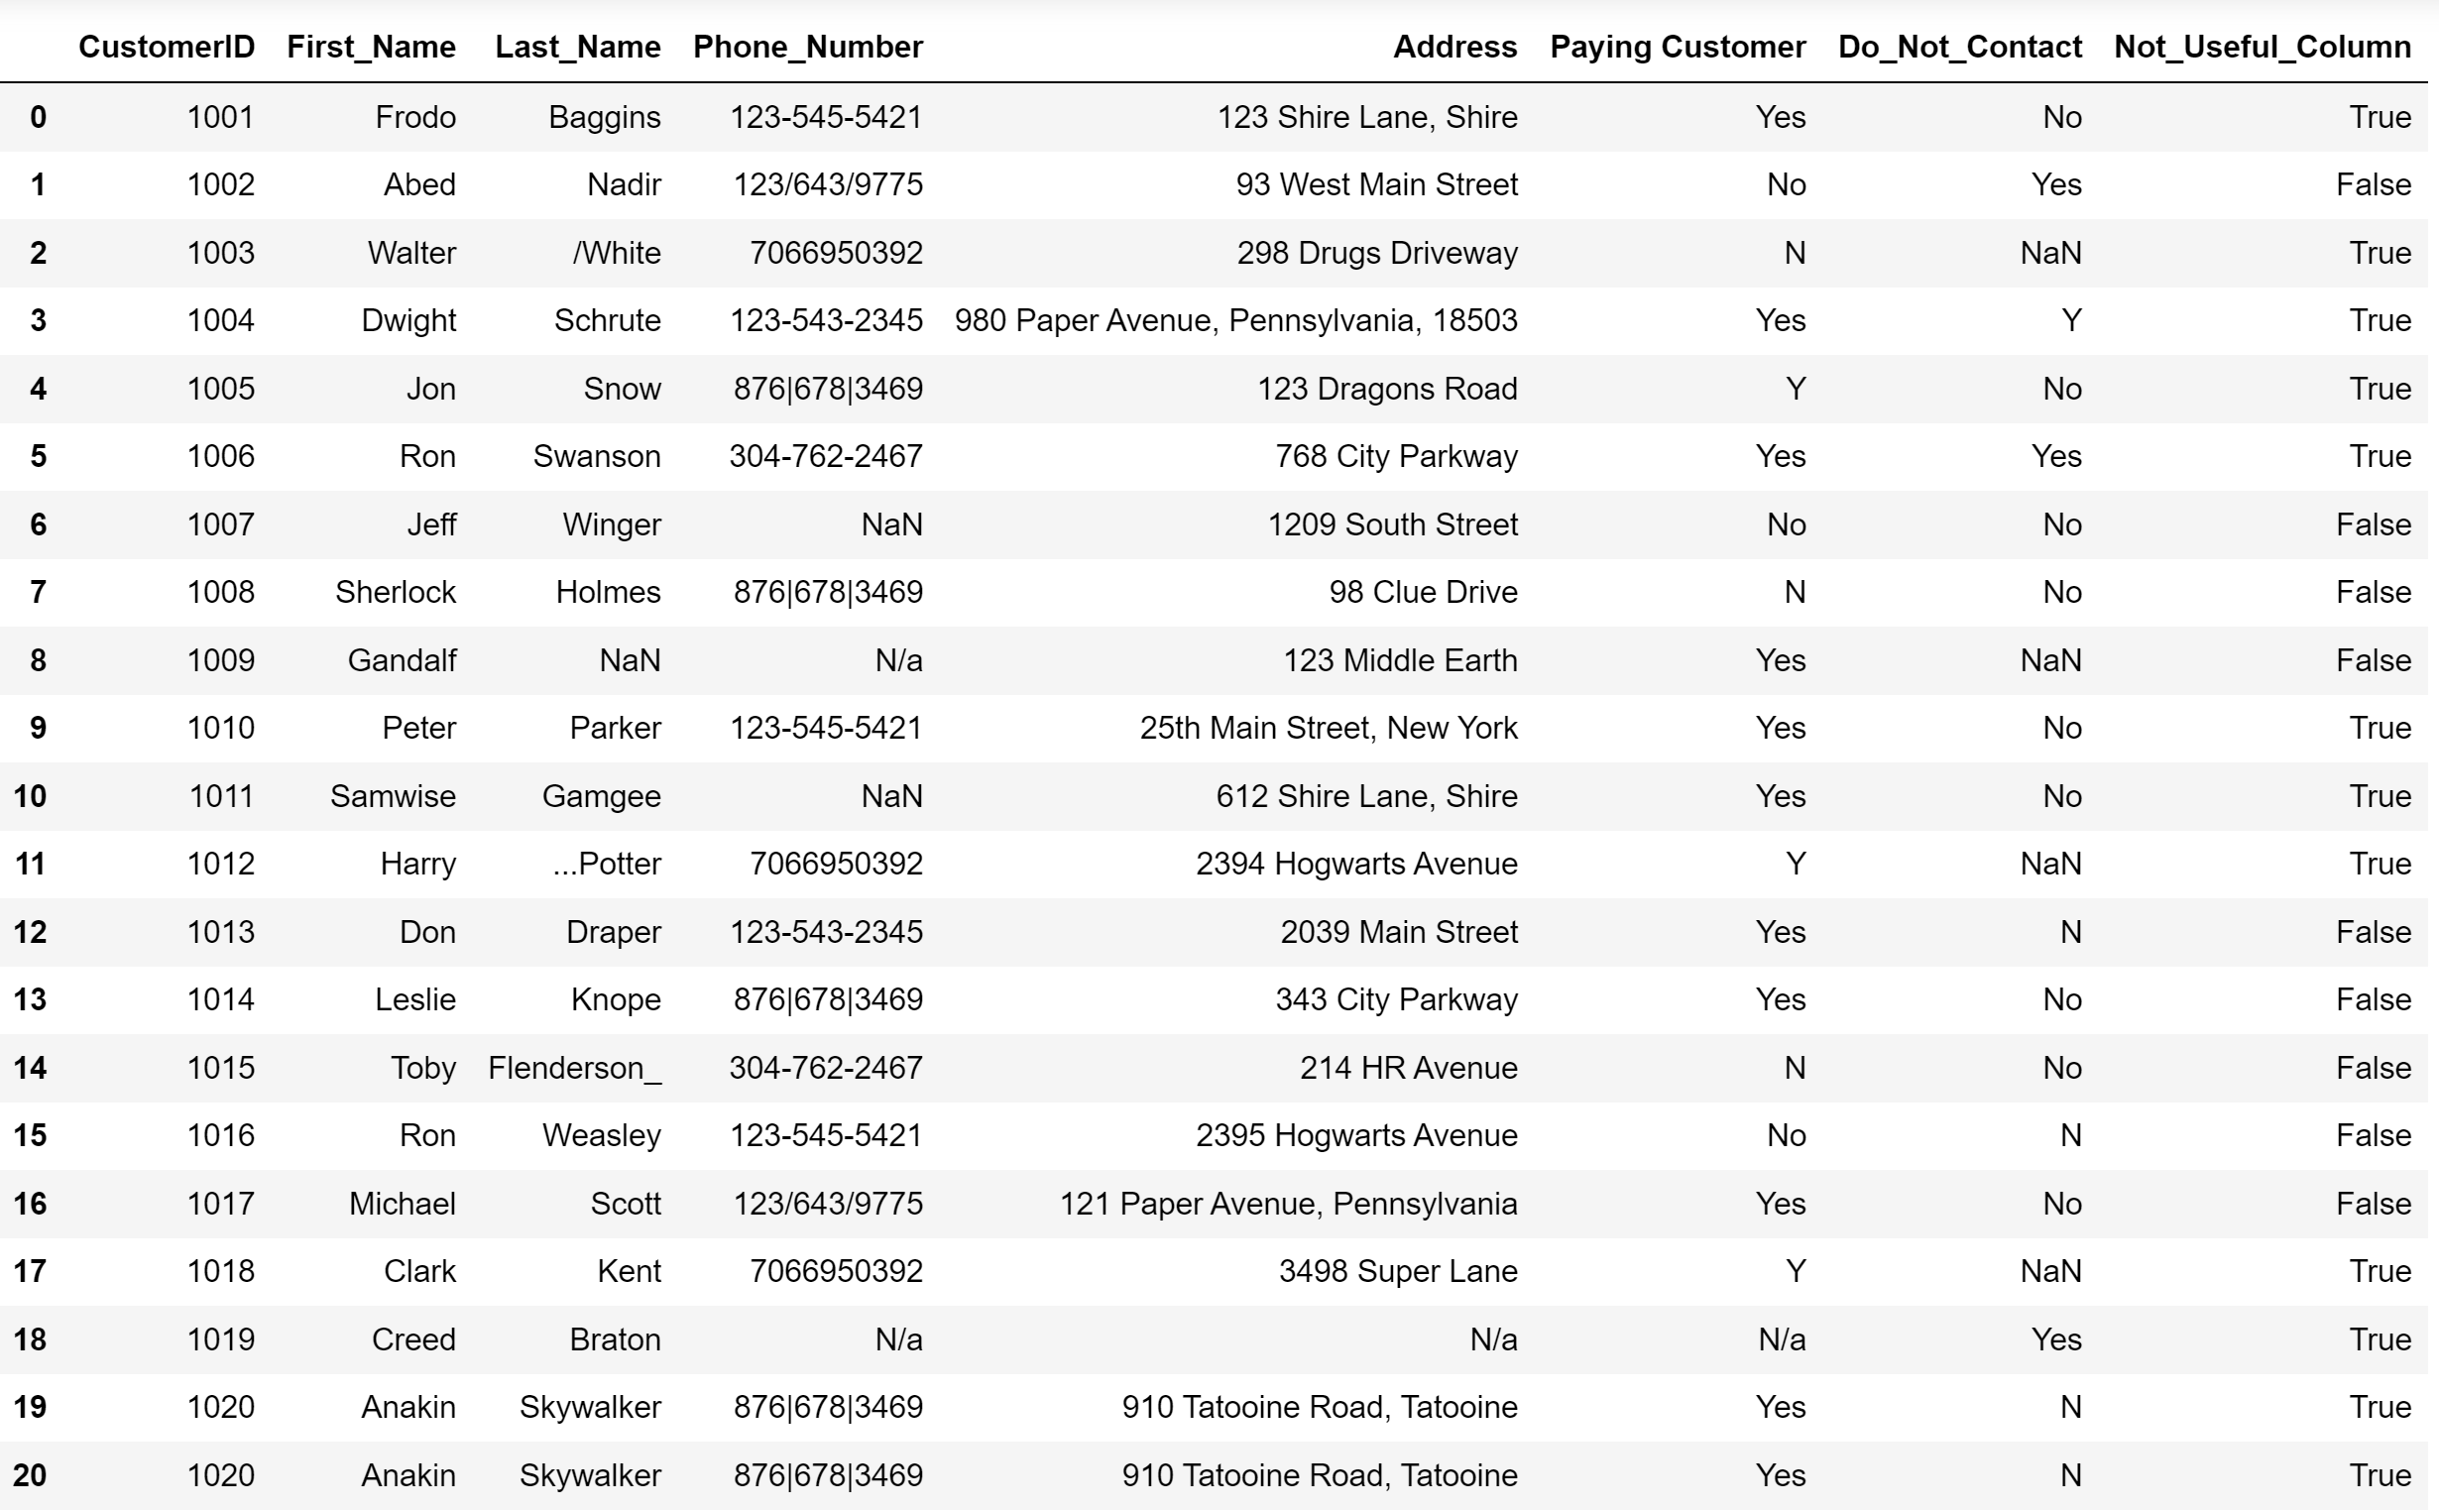 CustomerID First_Name Last_Name Phone_Number Address Paying Customer Do_Not_Contact Not_Useful_Column
0 1001 Frodo Baggins 123-545-5421 123 Shire Lane, Shire Yes No True
1 1002 Abed Nadir 123/643/9775 93 West Main Street No Yes False
2 1003 Walter /White 7066950392 298 Drugs Driveway N NaN True
3 1004 Dwight Schrute 123-543-2345 980 Paper Avenue, Pennsylvania, 18503 Yes Y True
4 1005 Jon Snow 876|678|3469 123 Dragons Road Y No True
5 1006 Ron Swanson 304-762-2467 768 City Parkway Yes Yes True
6 1007 Jeff Winger NaN 1209 South Street No No False
7 1008 Sherlock Holmes 876|678|3469 98 Clue Drive N No False
8 1009 Gandalf NaN N/a 123 Middle Earth Yes NaN False
9 1010 Peter Parker 123-545-5421 25th Main Street, New York Yes No True
10 1011 Samwise Gamgee NaN 612 Shire Lane, Shire Yes No True
11 1012 Harry ...Potter 7066950392 2394 Hogwarts Avenue Y NaN True
12 1013 Don Draper 123-543-2345 2039 Main Street Yes N False
13 1014 Leslie Knope 876|678|3469 343 City Parkway Yes No False
14 1015 Toby Flenderson_ 304-762-2467 214 HR Avenue N No False
15 1016 Ron Weasley 123-545-5421 2395 Hogwarts Avenue No N False
16 1017 Michael Scott 123/643/9775 121 Paper Avenue, Pennsylvania Yes No False
17 1018 Clark Kent 7066950392 3498 Super Lane Y NaN True
18 1019 Creed Braton N/a N/a N/a Yes True
19 1020 Anakin Skywalker 876|678|3469 910 Tatooine Road, Tatooine Yes N True
20 1020 Anakin Skywalker 876|678|3469 910 Tatooine Road, Tatooine Yes N True